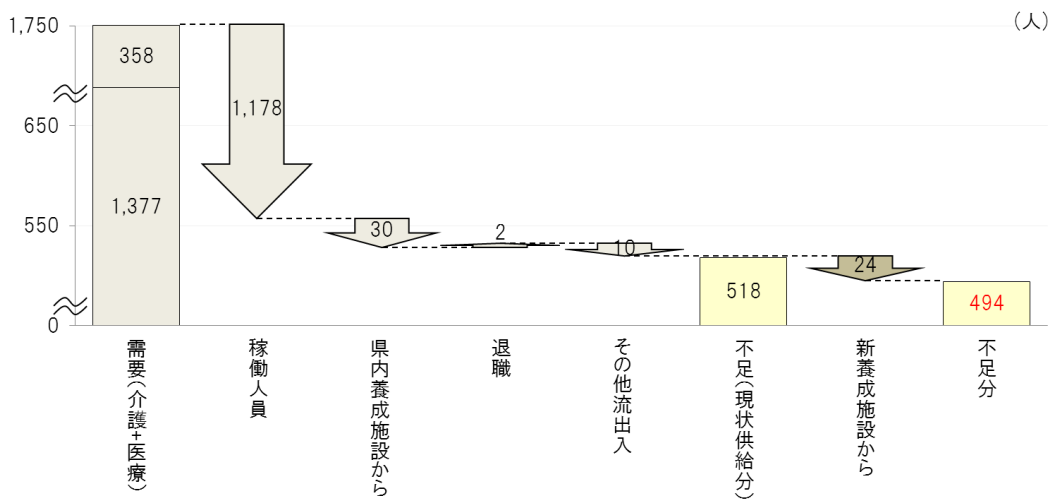 (人)
1,750
650
550
0
358
1,377
1,178
30
2
10
518
24
494
需要(介護+医療)
稼働人員
県内養成施設から
退職
その他流出入
不足(現状供給分)
新養成施設から
不足分